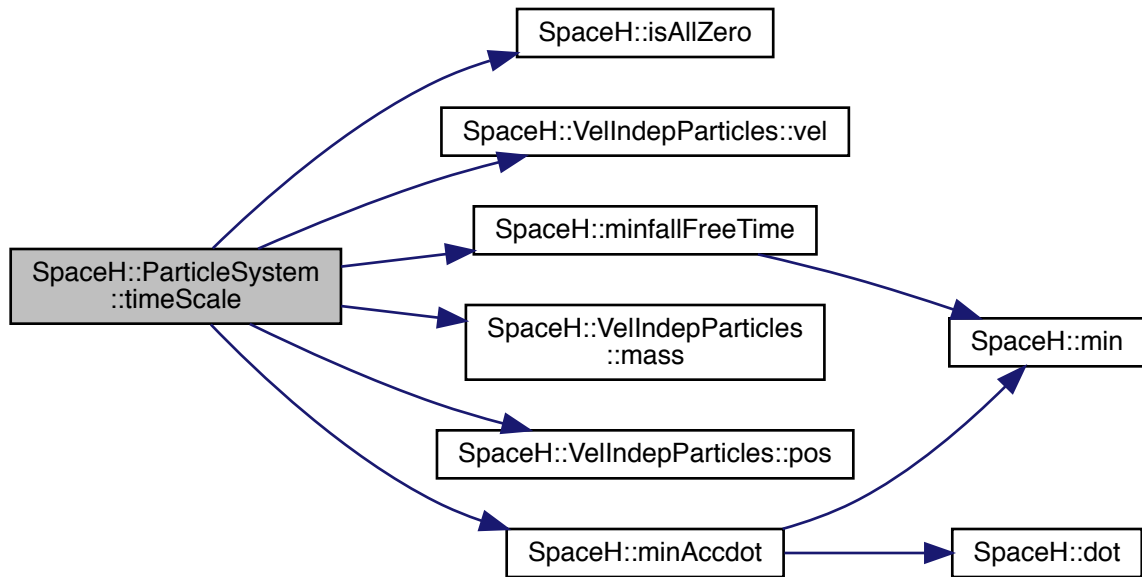 SpaceH::isAllZero
SpaceH::VelIndepParticles::vel
SpaceH::minfallFreeTime
SpaceH::ParticleSystem
::timeScale
SpaceH::VelIndepParticles
::mass
SpaceH::min
SpaceH::VelIndepParticles::pos
SpaceH::minAccdot
SpaceH::dot